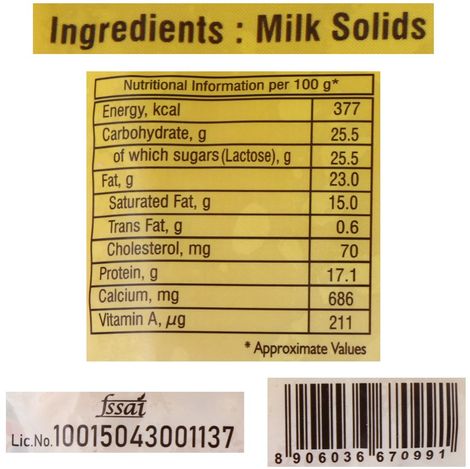 Ingredients : Milk Solids
Nutritional Information per 100 g*
Energy, kcal 377
Carbohydrate, g 25.5
of which sugars (Lactose), g 25.5
Fat, g 23.0
Saturated Fat, g 15.0
Trans Fat, g 0.6
Cholesterol, mg 70
Protein, g 17.1
Calcium, mg 686
Vitamin A, µg 211
* Approximate Values
fssai
Lic.No. 10015043001137
8 906036 670991